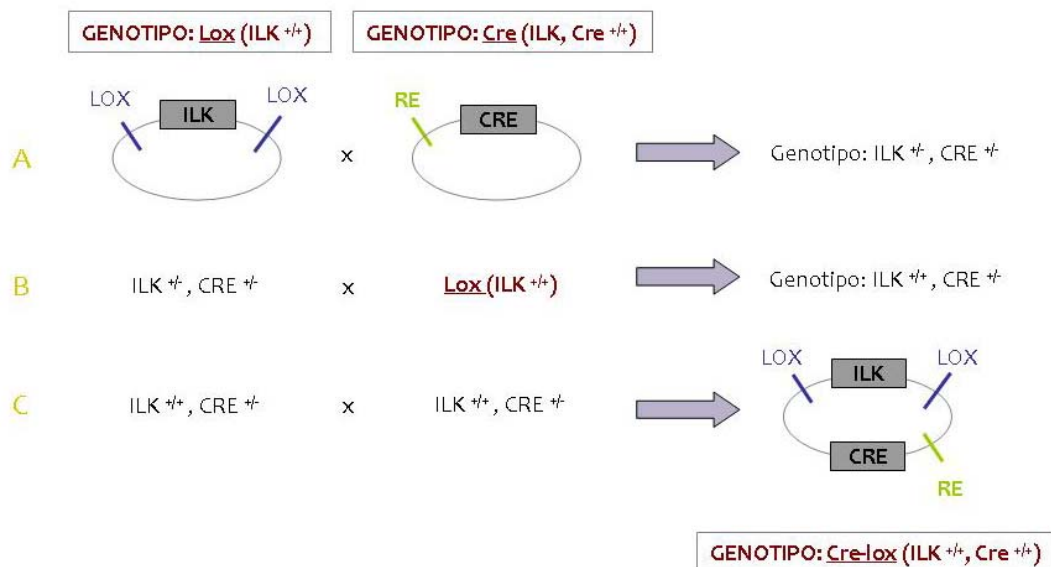 GENOTIPO: Lox (ILK +/+)
GENOTIPO: Cre (ILK, Cre +/+)
LOX
LOX
ILK
RE
CRE
A
x
Genotipo: ILK +/-, CRE +/-
B
ILK +/-, CRE +/-
x
Lox (ILK +/+)
Genotipo: ILK +/+, CRE +/-
C
ILK +/+, CRE +/-
x
ILK +/+, CRE +/-
LOX
LOX
ILK
CRE
RE
GENOTIPO: Cre-lox (ILK +/+, Cre +/+)